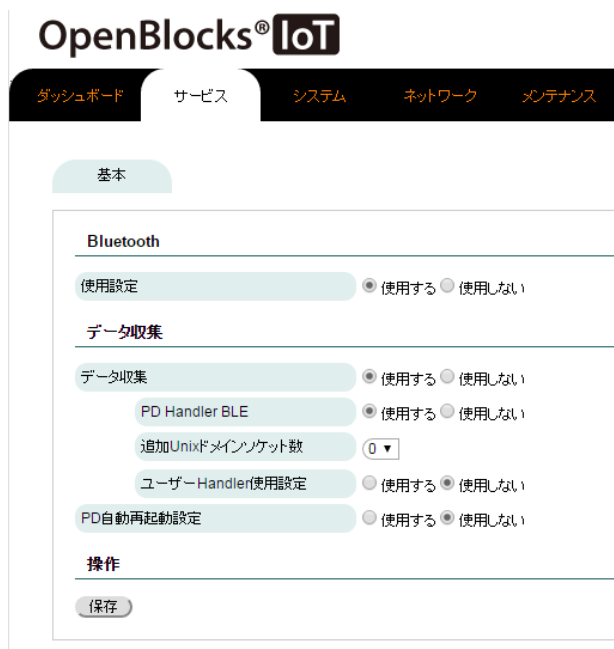 OpenBlocks® IoT
ダッシュボード サービス システム ネットワーク メンテナンス
基本
Bluetooth
使用設定 使用する 使用しない
データ収集
データ収集 使用する 使用しない
PD Handler BLE 使用する 使用しない
追加Unixドメインソケット数 0
ユーザーHandler使用設定 使用する 使用しない
PD自動再起動設定 使用する 使用しない
操作
保存